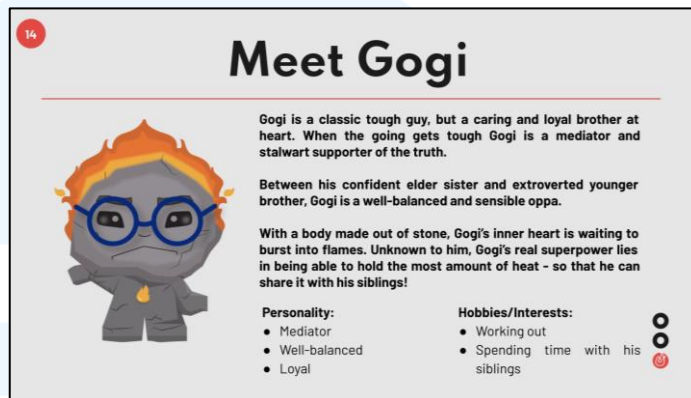 14
Meet Gogi
Gogi is a classic tough guy, but a caring and loyal brother at
heart. When the going gets tough Gogi is a mediator and
stalwart supporter of the truth.
Between his confident elder sister and extroverted younger
brother, Gogi is a well-balanced and sensible oppa.
With a body made out of stone, Gogi's inner heart is waiting to
burst into flames. Unknown to him, Gogi's real superpower lies
in being able to hold the most amount of heat - so that he can
share it with his siblings!
Personality:
● Mediator
● Well-balanced
● Loyal
Hobbies/Interests:
● Working out
● Spending time with his
siblings